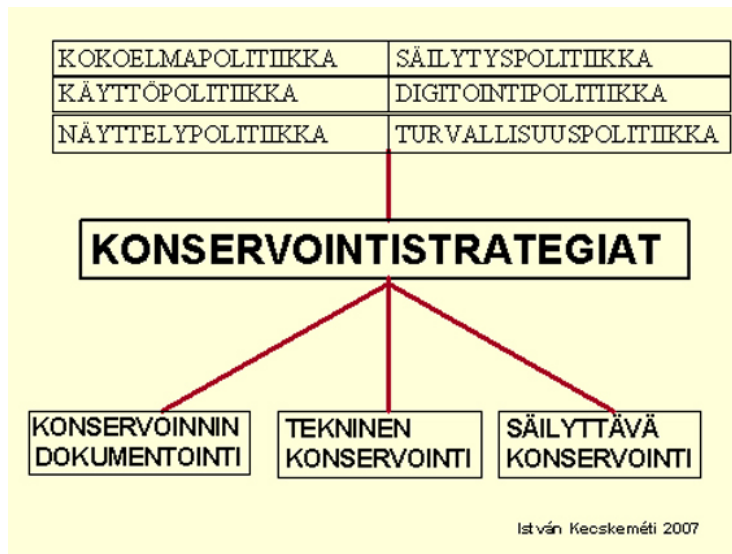 KOKOELMAPOLITIIKKA SÄILYTYSPOLITIIKKA
KÄYTTÖPOLITIIKKA DIGITOINTIPOLITIIKKA
NÄYTTELYPOLITIIKKA TURVALLISUUSPOLITIIKKA
KONSERVOINTISTRATEGIAT
KONSERVOINNIN
DOKUMENTOINTI
TEKNINEN
KONSERVOINTI
SÄILYTTÄVÄ
KONSERVOINTI
István Kecskeméti 2007